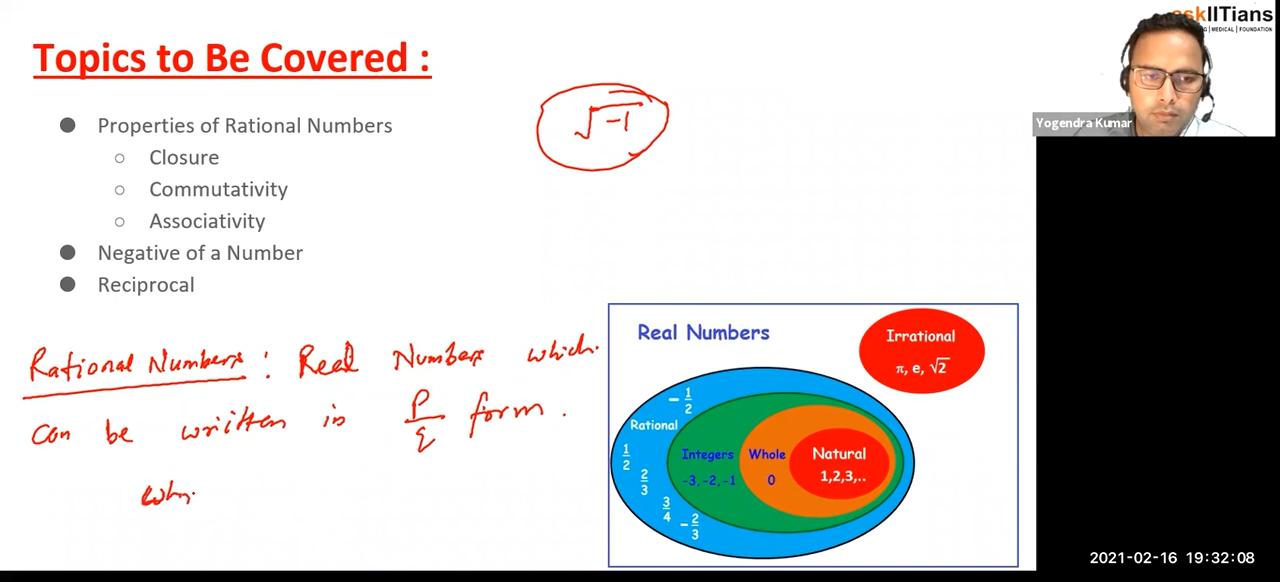 askIITians
| MEDICAL | FOUNDATION
Topics to Be Covered :
Yogendra Kumar
● Properties of Rational Numbers
○ Closure
○ Commutativity
○ Associativity
● Negative of a Number
● Reciprocal
√-1
Rational Numbers : Real Numbers which
can be written in p/q form.
Real Numbers
Irrational
π, e, √2
-1/2
Rational
1/2
2/3
3/4
-2/3
Integers
-3, -2, -1
Whole
0
Natural
1,2,3,..
2021-02-16 19:32:08